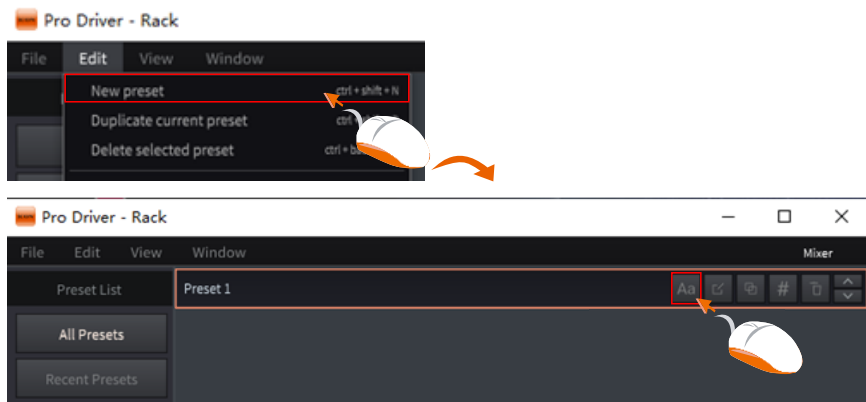 Pro Driver - Rack
File Edit View Window
New preset ctrl + shift + N
Duplicate current preset
Delete selected preset
Pro Driver - Rack
File Edit View Window Mixer
Preset List Preset 1 Aa #
All Presets
Recent Presets